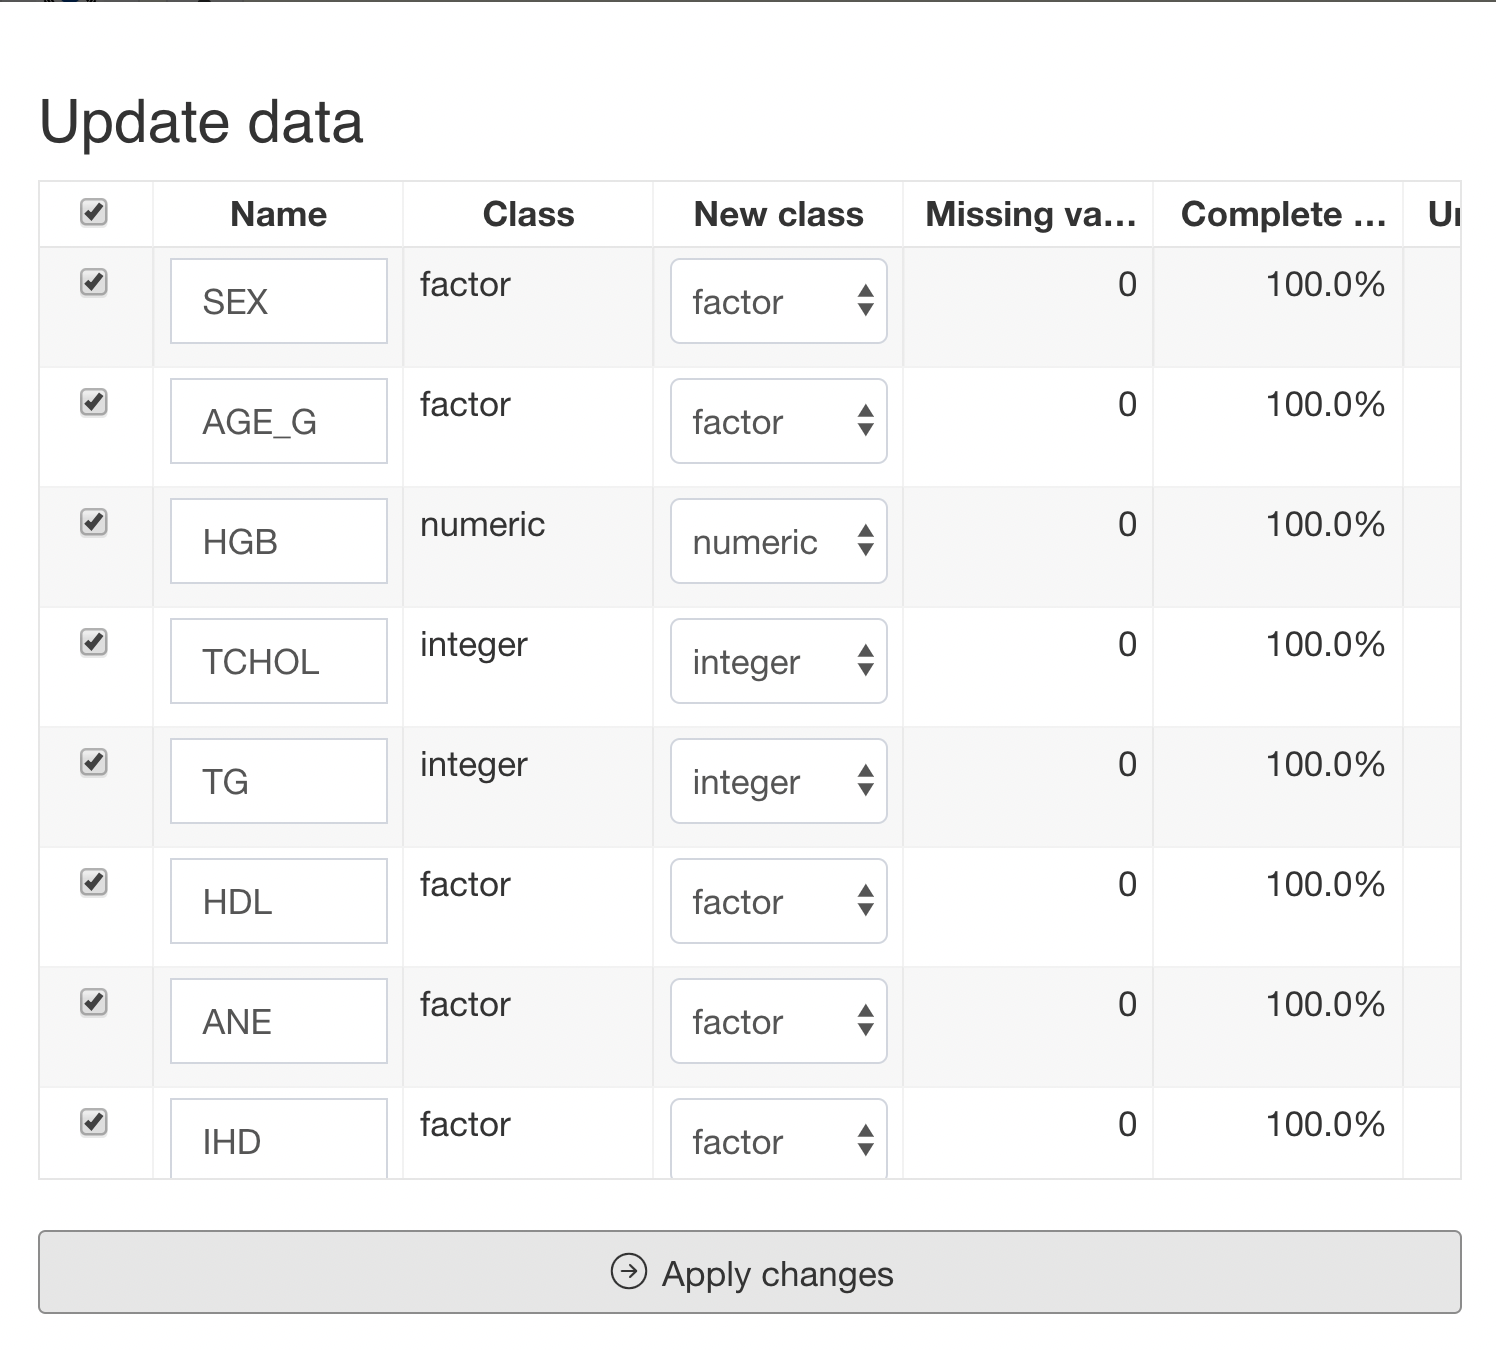 Update data
Name Class New class Missing va... Complete ...
SEX factor factor 0 100.0%
AGE_G factor factor 0 100.0%
HGB numeric numeric 0 100.0%
TCHOL integer integer 0 100.0%
TG integer integer 0 100.0%
HDL factor factor 0 100.0%
ANE factor factor 0 100.0%
IHD factor factor 0 100.0%
Apply changes